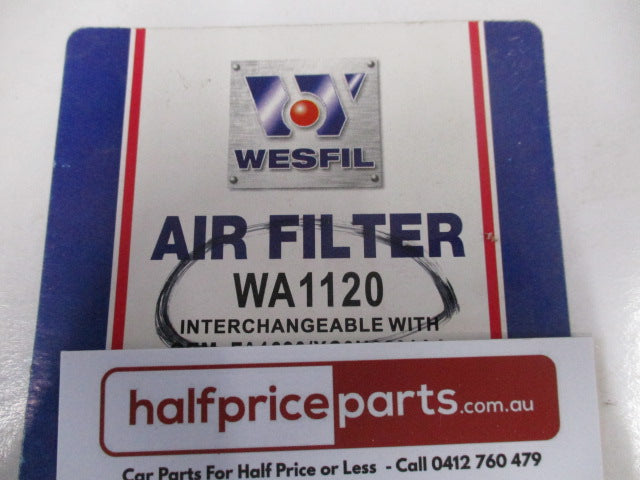 WESFIL
AIR FILTER
WA1120
INTERCHANGEABLE WITH
halfpriceparts.com.au
Car Parts For Half Price or Less - Call 0412 760 479